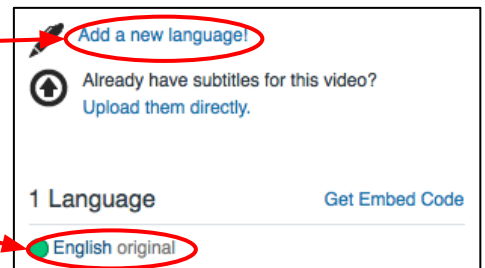 Add a new language!
Already have subtitles for this video?
Upload them directly.
1 Language Get Embed Code
English original